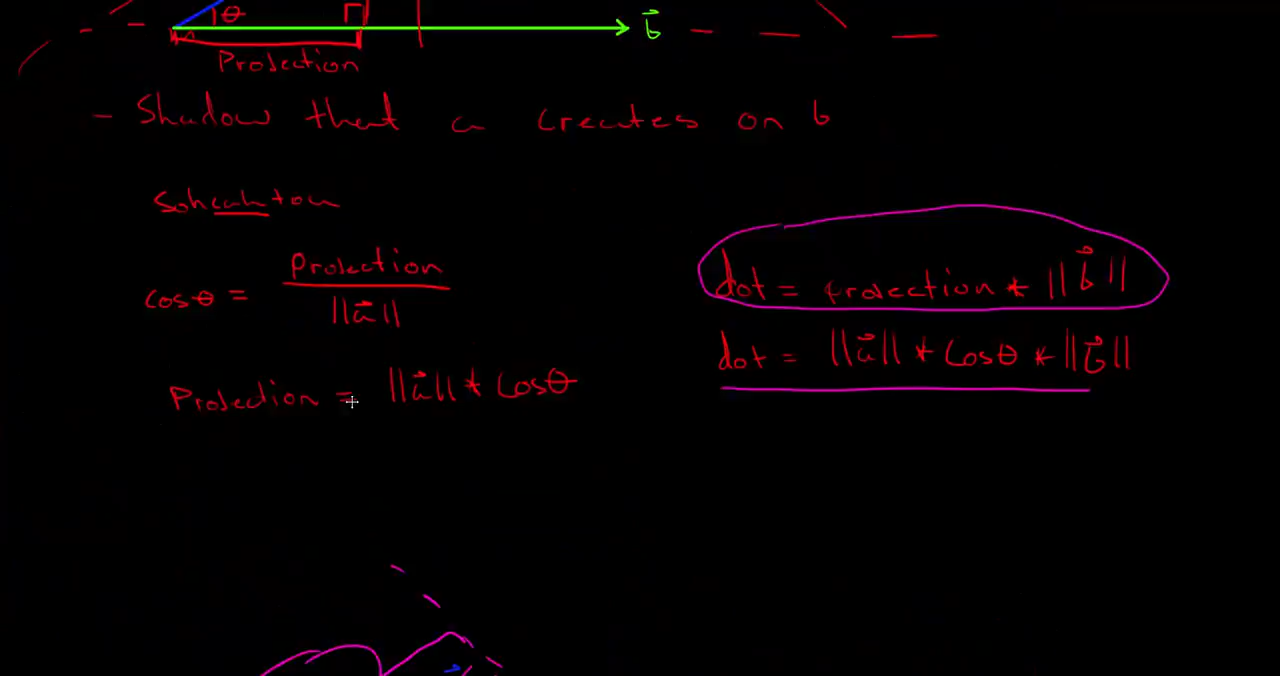 θ
b⃗
Projection
- Shadow that a creates on b
Sohcahtoa
cosθ = Projection / ||a⃗||
dot = projection * ||b⃗||
dot = ||a⃗|| * Cosθ * ||b⃗||
Projection = ||a⃗|| * Cosθ